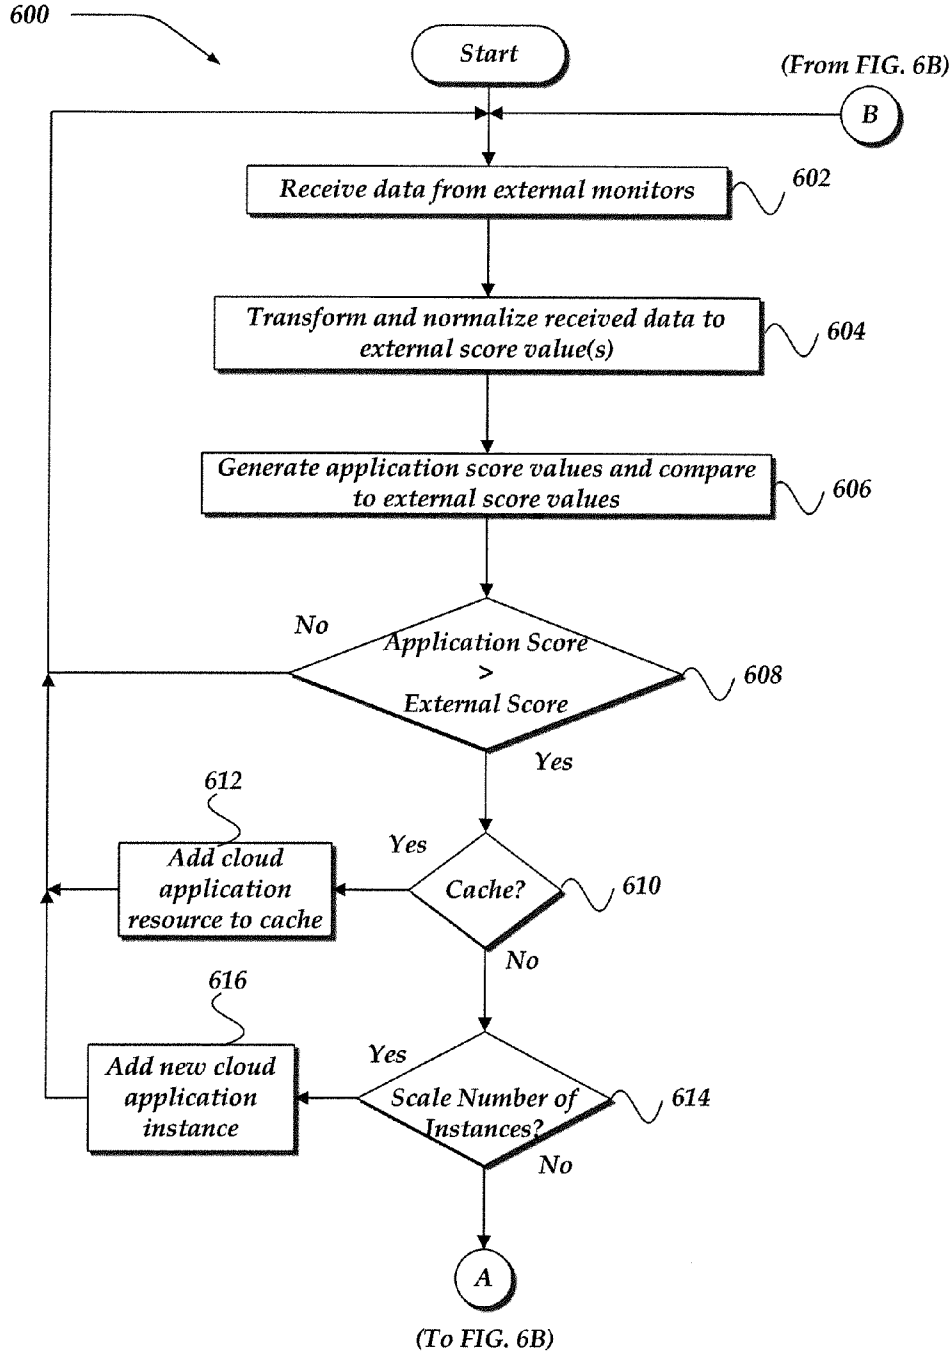 600
Start
(From FIG. 6B)
B
Receive data from external monitors
602
Transform and normalize received data to
external score value(s)
604
Generate application score values and compare
to external score values
606
No
Application Score
>
External Score
608
Yes
612
Yes
Add cloud
application
resource to cache
Cache?
610
No
616
Yes
Add new cloud
application
instance
Scale Number of
Instances?
614
No
A
(To FIG. 6B)